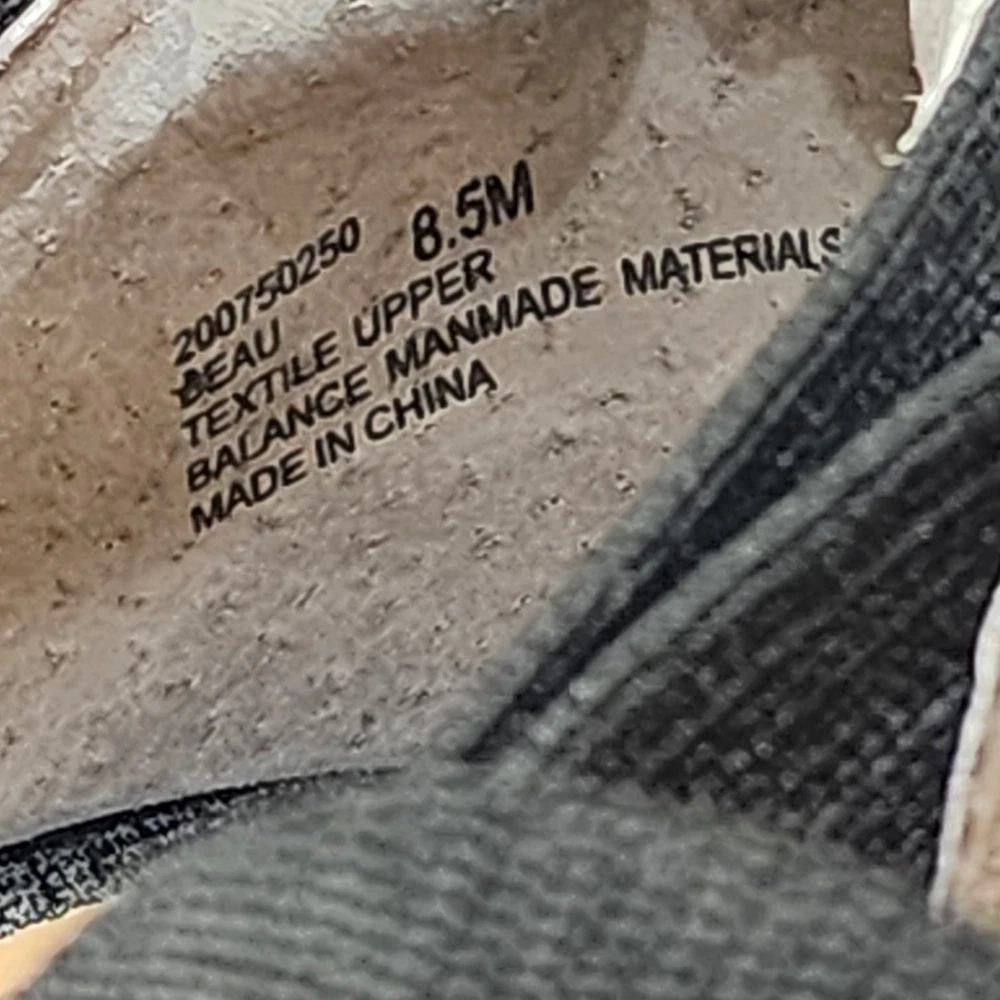 200750250 8.5M
BEAU
TEXTILE UPPER
BALANCE MANMADE MATERIALS
MADE IN CHINA